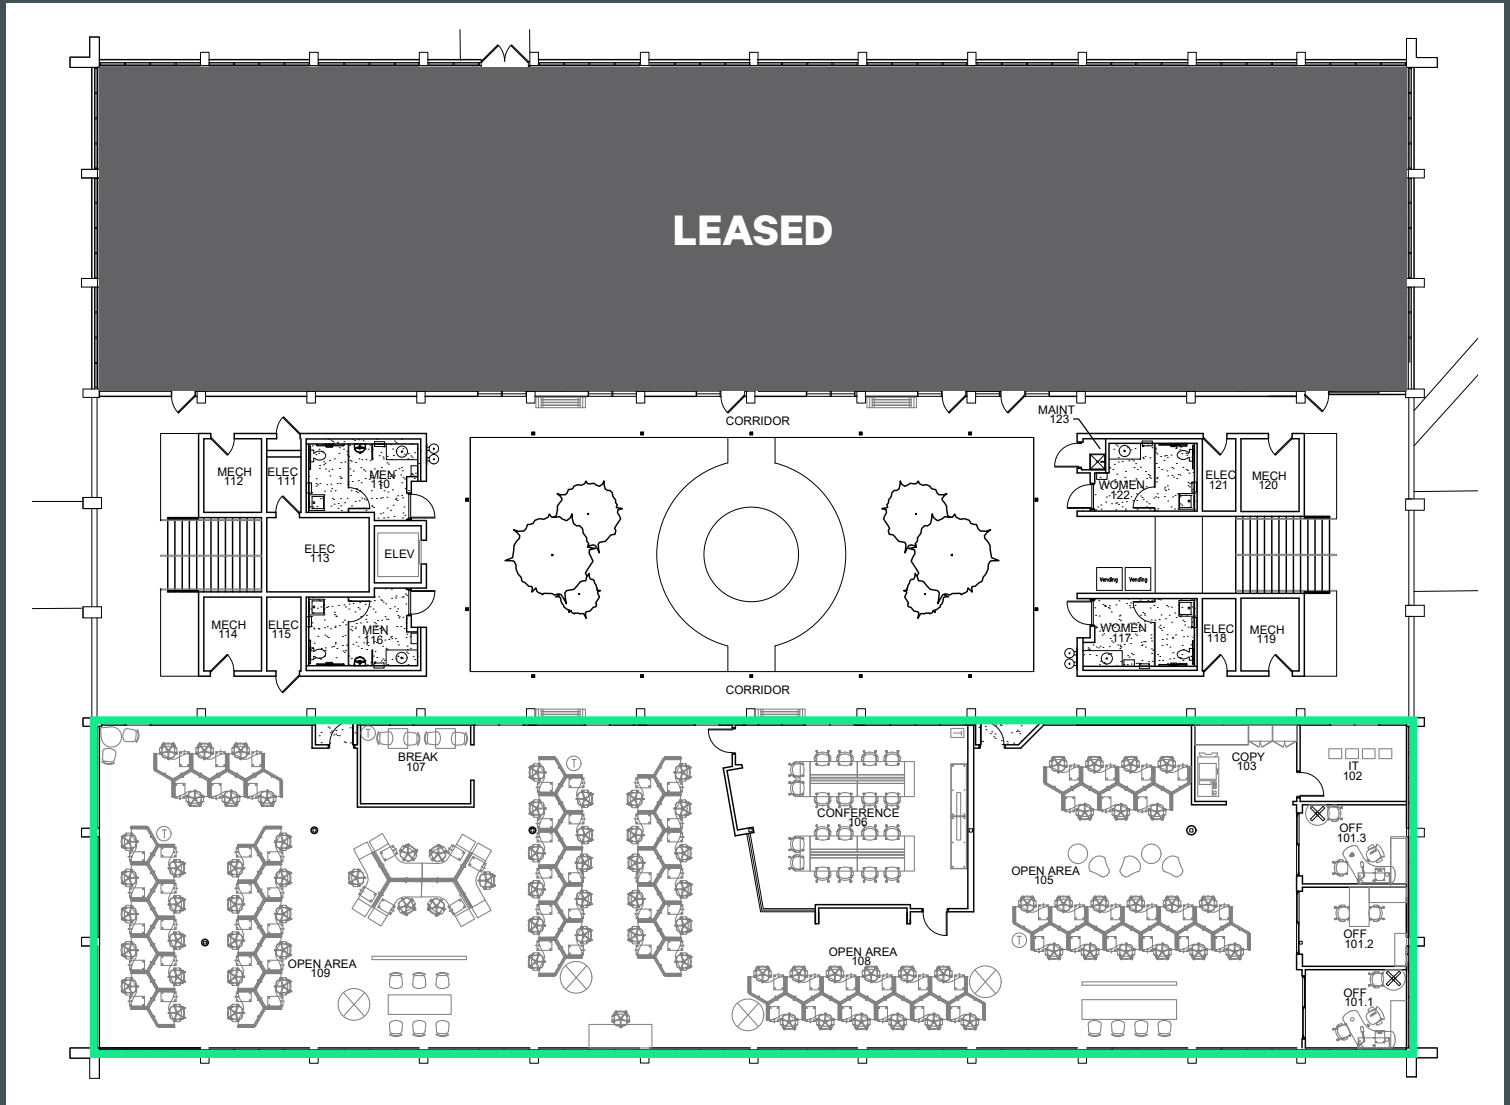 LEASED
CORRIDOR
MAINT
123
MECH
112
ELEC
111
MEN
110
WOMEN
122
ELEC
121
MECH
120
ELEC
113
ELEV
Vending
Vending
MECH
114
ELEC
115
MEN
116
WOMEN
117
ELEC
118
MECH
119
CORRIDOR
T
BREAK
107
T
T
COPY
103
IT
102
T
CONFERENCE
106
OFF
101.3
OPEN AREA
105
T
OFF
101.2
OPEN AREA
108
OPEN AREA
109
OFF
101.1